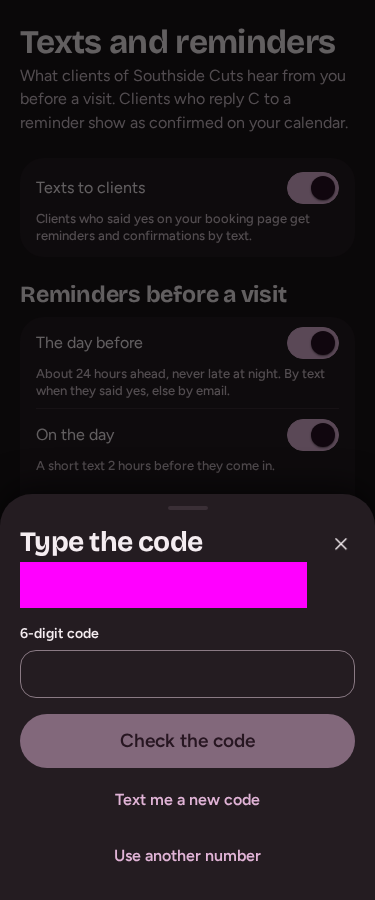 Texts and reminders
What clients of Southside Cuts hear from you
before a visit. Clients who reply C to a
reminder show as confirmed on your calendar.
Texts to clients
Clients who said yes on your booking page get
reminders and confirmations by text.
Reminders before a visit
The day before
About 24 hours ahead, never late at night. By text
when they said yes, else by email.
On the day
A short text 2 hours before they come in.
Type the code
6-digit code
Check the code
Text me a new code
Use another number